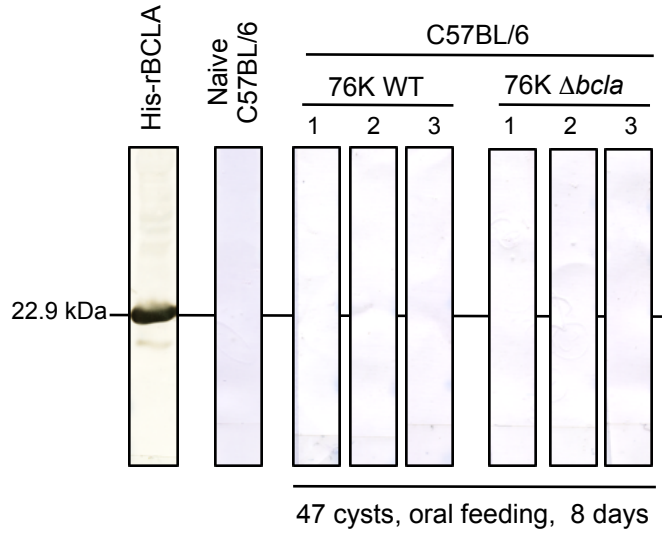 His-rBCLA
Naive
C57BL/6
C57BL/6
76K WT
76K Δbcla
1 2 3 1 2 3
22.9 kDa
47 cysts, oral feeding, 8 days